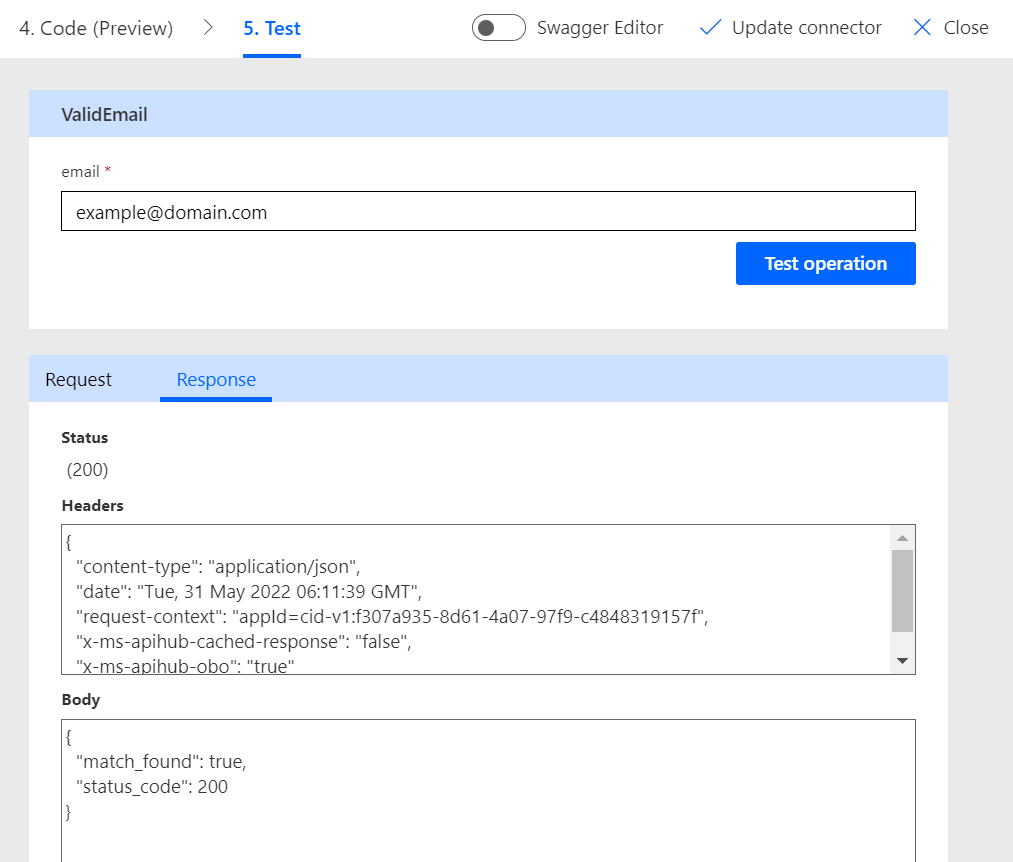 4. Code (Preview) > 5. Test Swagger Editor Update connector Close
ValidEmail
email *
example@domain.com
Test operation
Request Response
Status
(200)
Headers
{
"content-type": "application/json",
"date": "Tue, 31 May 2022 06:11:39 GMT",
"request-context": "appId=cid-v1:f307a935-8d61-4a07-97f9-c4848319157f",
"x-ms-apihub-cached-response": "false",
"x-ms-apihub-obo": "true"
Body
{
"match_found": true,
"status_code": 200
}